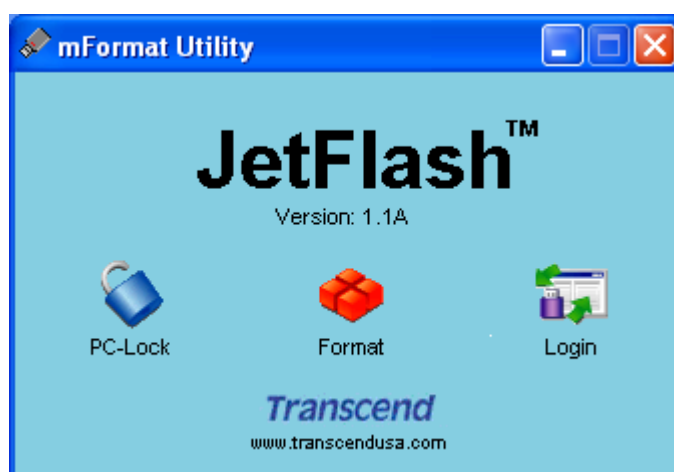 mFormat Utility
JetFlash™
Version: 1.1A
PC-Lock Format Login
Transcend
www.transcendusa.com